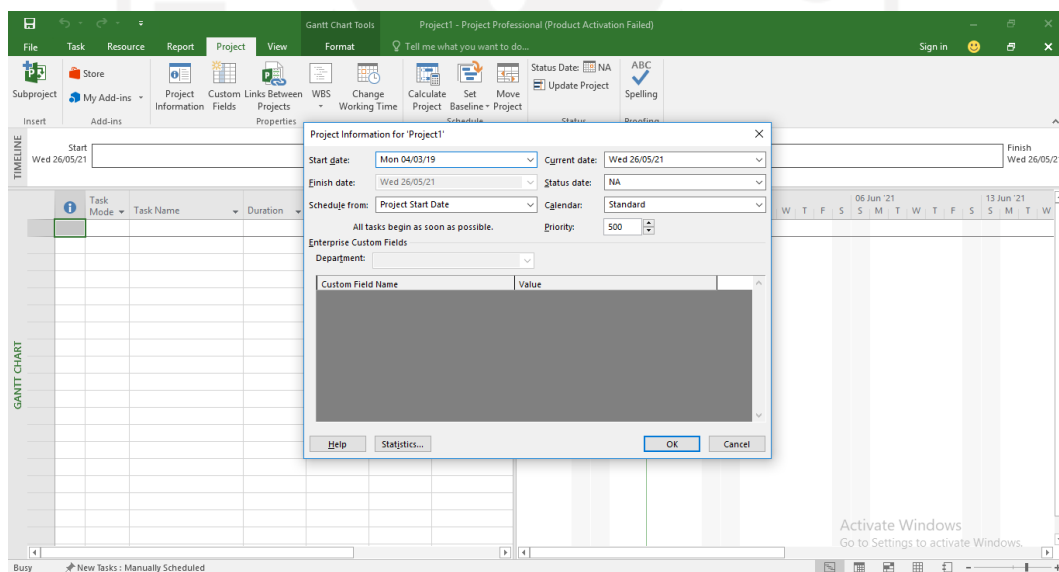 Gantt Chart Tools
Project1 - Project Professional (Product Activation Failed)
File Task Resource Report Project View Format Tell me what you want to do... Sign in
Subproject
Store
My Add-ins
Project Information
Custom Fields
Links Between Projects
WBS
Change Working Time
Calculate Project
Set Baseline
Move Project
Status Date: NA
Update Project
ABC
Spelling
Insert Add-ins Properties Schedule Status Proofing
TIMELINE
Start
Wed 26/05/21
Finish
Wed 26/05/2
Project Information for 'Project1'
Start date: Mon 04/03/19 Current date: Wed 26/05/21
Finish date: Wed 26/05/21 Status date: NA
Schedule from: Project Start Date Calendar: Standard
All tasks begin as soon as possible. Priority: 500
Enterprise Custom Fields
Department:
Custom Field Name Value
Help Statistics... OK Cancel
Task Mode Task Name Duration
06 Jun '21 13 Jun '21
W T F S S M T W T F S S M T W
GANTT CHART
Activate Windows
Go to Settings to activate Windows.
Busy New Tasks : Manually Scheduled